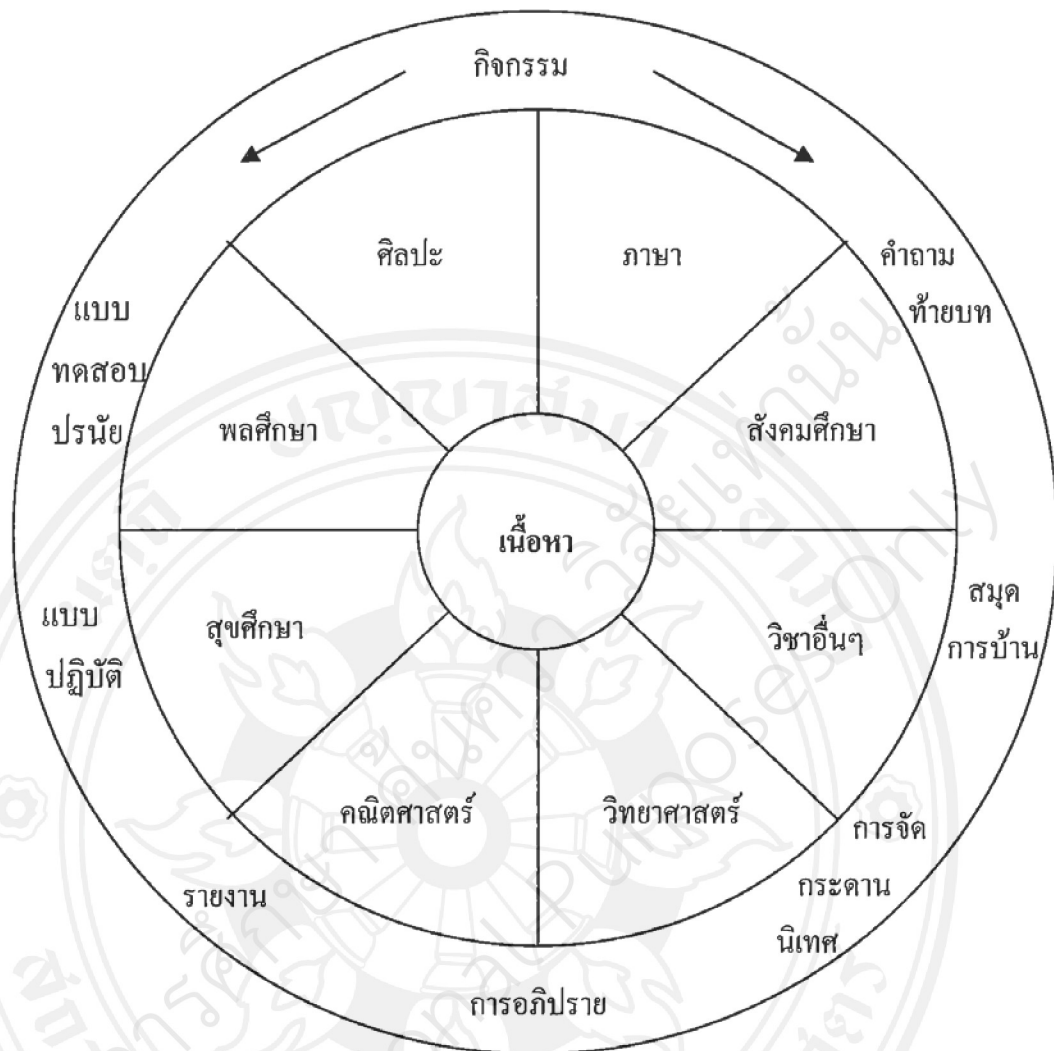 กิจกรรม
ศิลปะ
ภาษา
คำถาม
ท้ายบท
แบบ
ทดสอบ
ปรนัย
พลศึกษา
สังคมศึกษา
เนื้อหา
แบบ
ปฏิบัติ
สุขศึกษา
วิชาอื่นๆ
สมุด
การบ้าน
คณิตศาสตร์
วิทยาศาสตร์
การจัด
กระดาน
นิเทศ
รายงาน
การอภิปราย